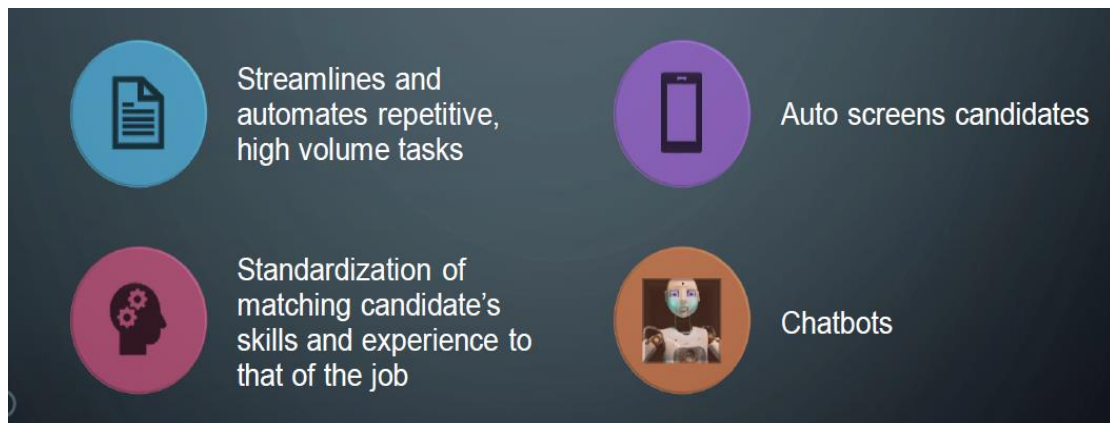 Streamlines and
automates repetitive,
high volume tasks
Auto screens candidates
Standardization of
matching candidate's
skills and experience to
that of the job
Chatbots